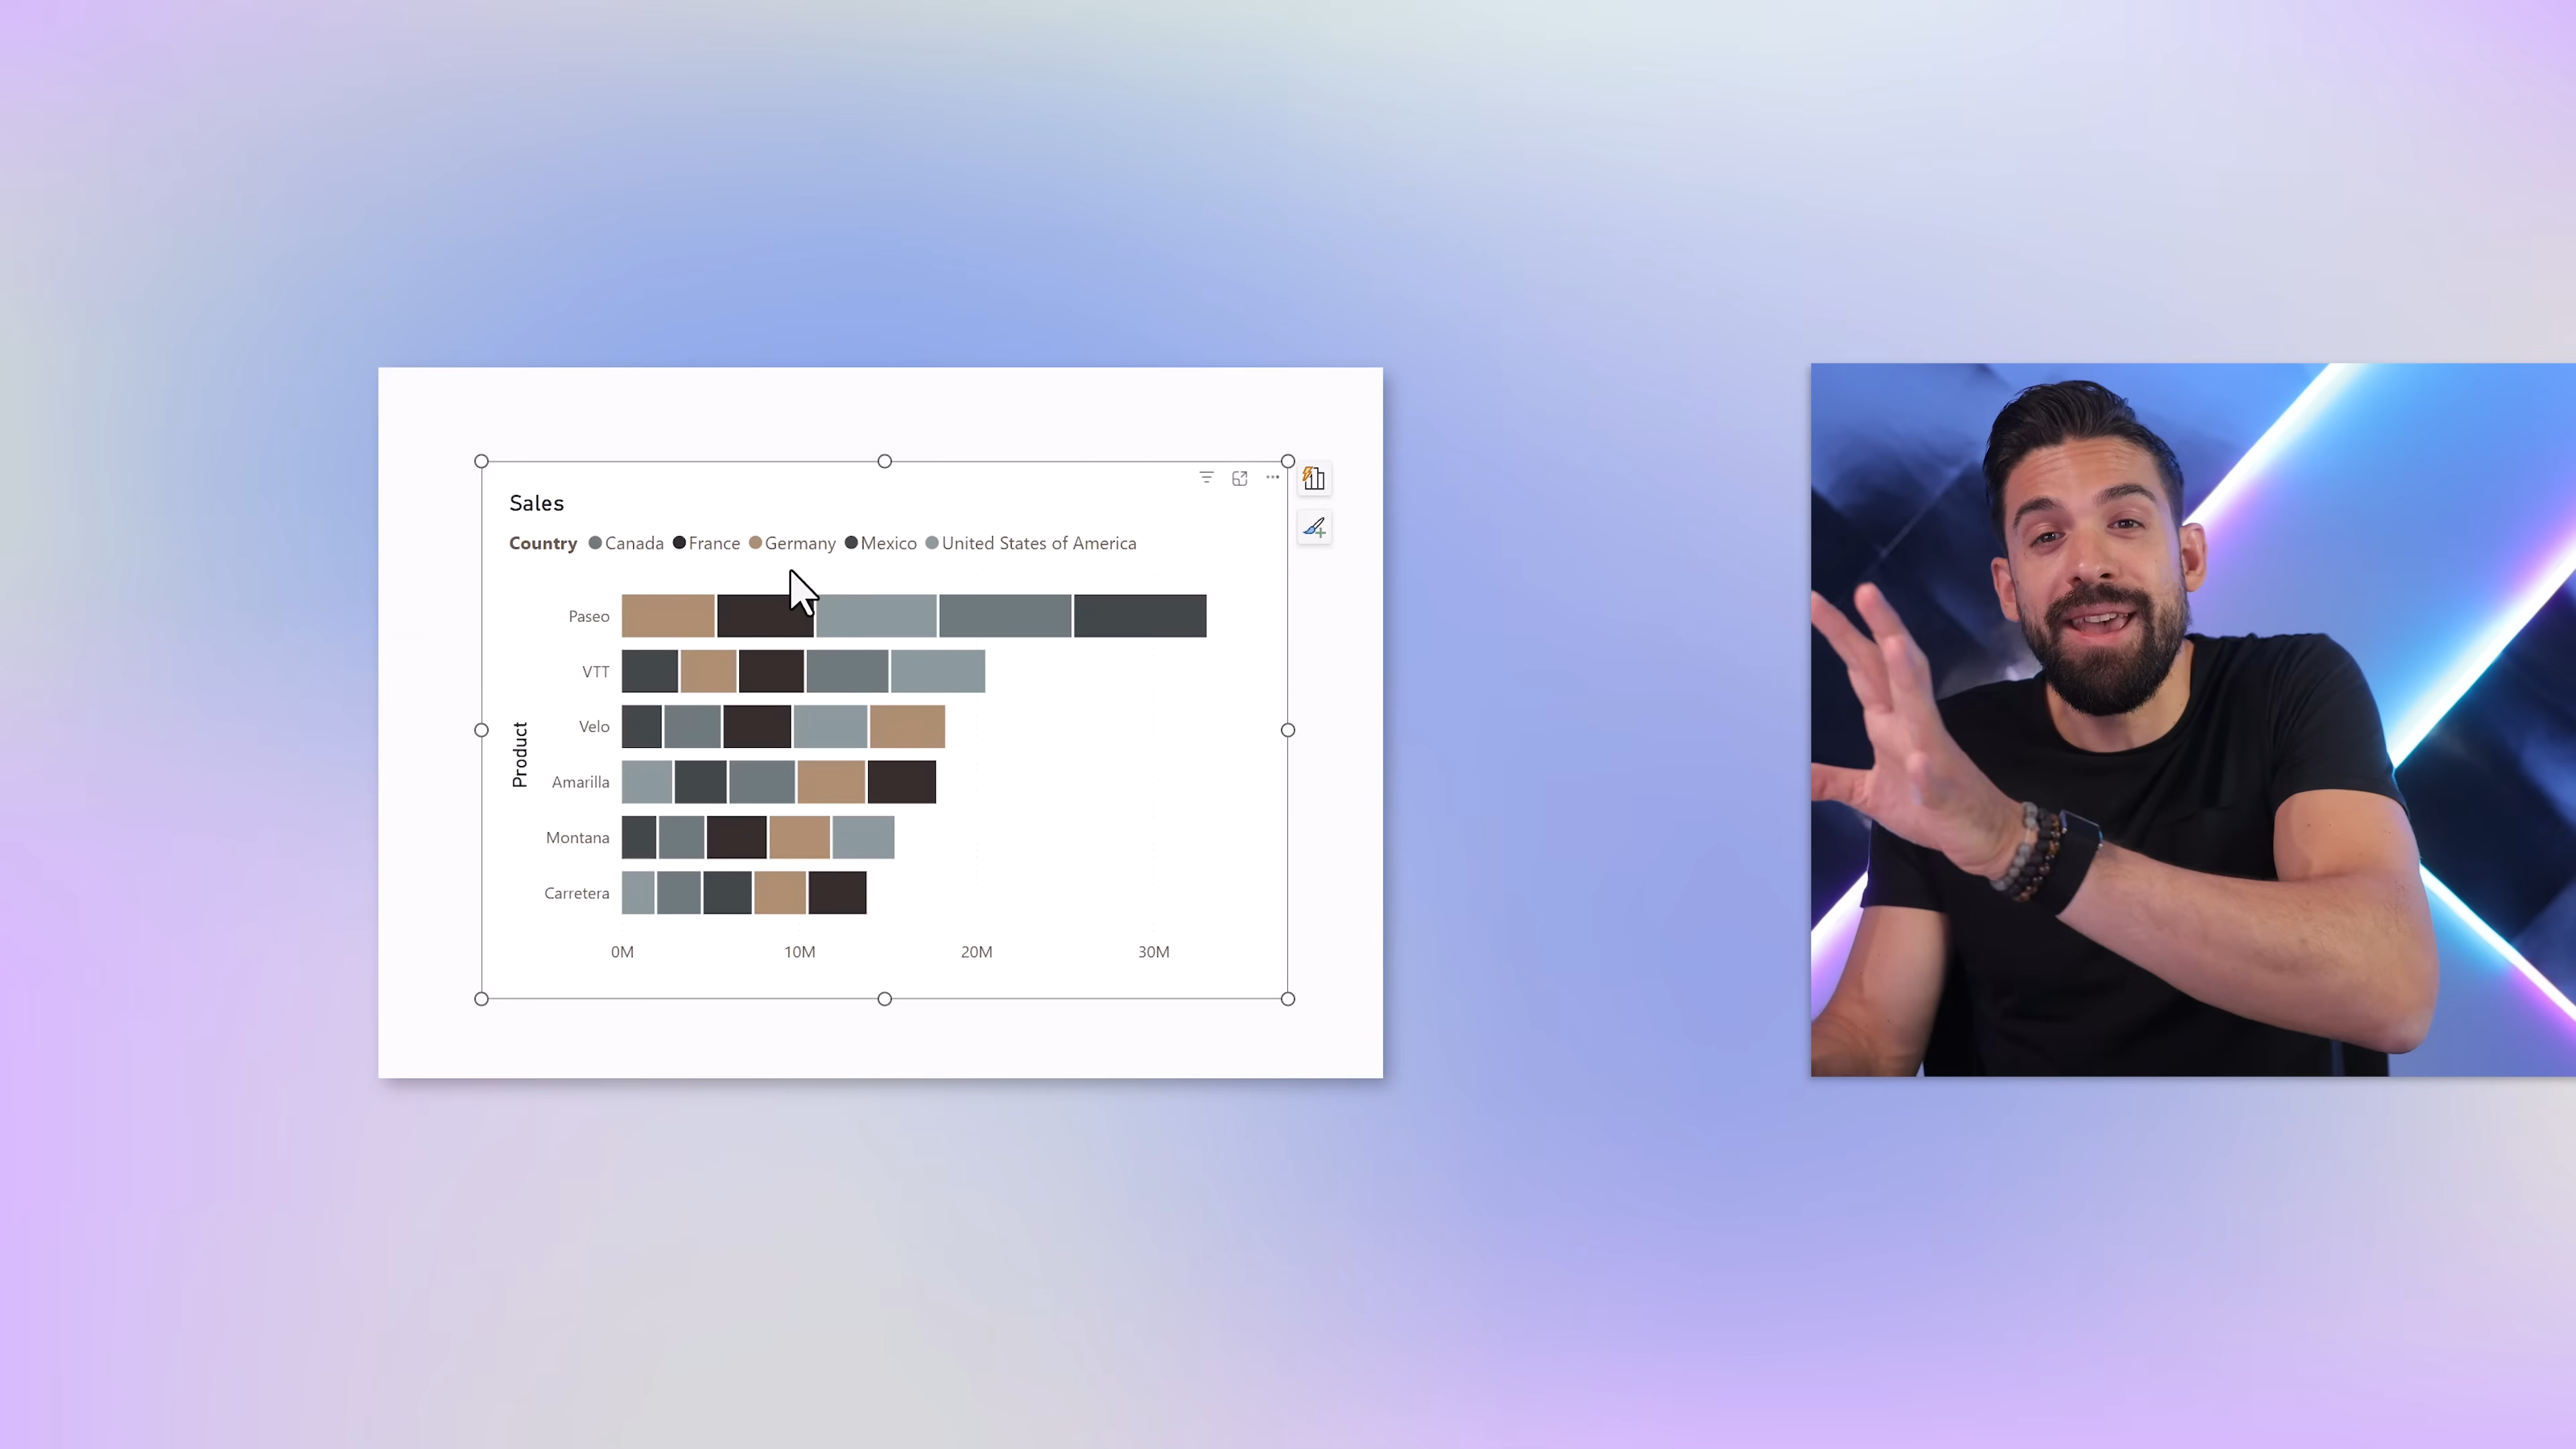 Sales
Country Canada France Germany Mexico United States of America
Product
Paseo
VTT
Velo
Amarilla
Montana
Carretera
0M 10M 20M 30M